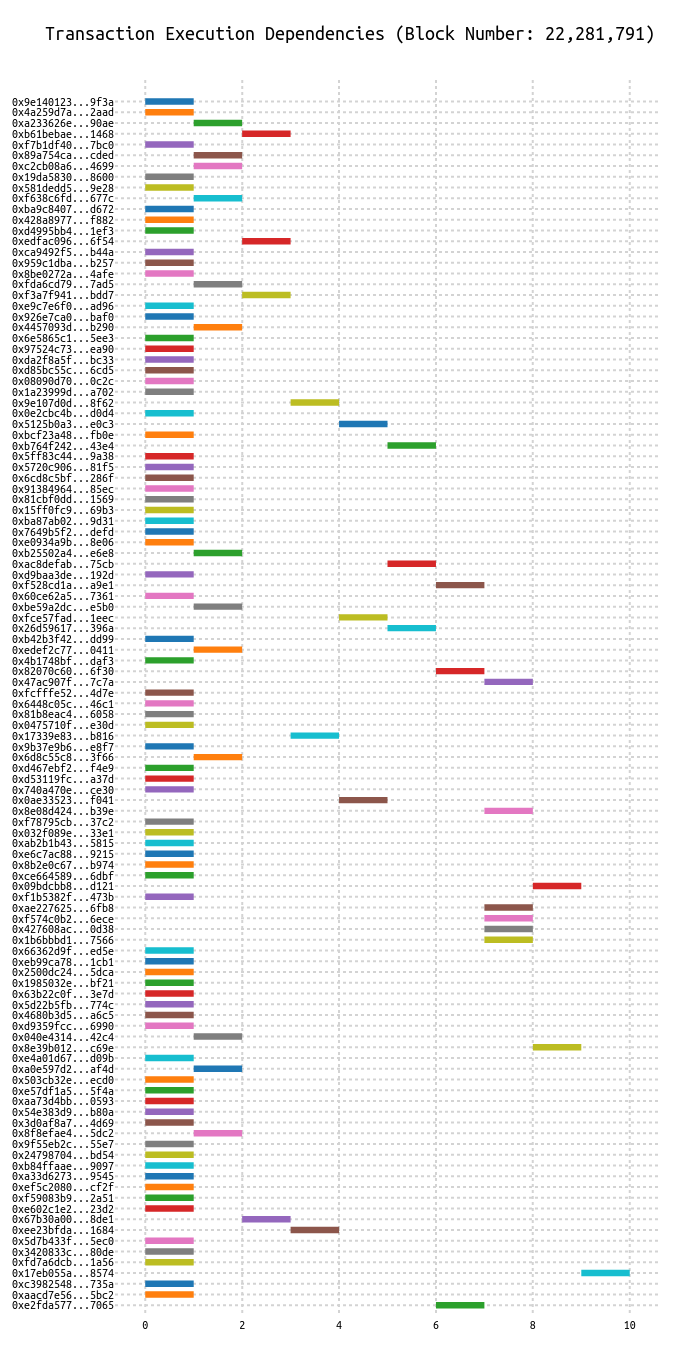 Transaction Execution Dependencies (Block Number: 22,281,791)
0x9e140123...9f3a
0x4a259d7a...2aad
0xa233626e...90ae
0xb61bebae...1468
0xf7b1df40...7bc0
0x89a754ca...cded
0xc2cb08a6...4699
0x19da5830...8600
0x581dedd5...9e28
0xf638c6fd...677c
0xba9c8407...d672
0x428a8977...f882
0xd4995bb4...1ef3
0xedfac096...6f54
0xca9492f5...b44a
0x959c1dba...b257
0x8be0272a...4afe
0xfda6cd79...7ad5
0xf3a7f941...bdd7
0xe9c7e6f0...ad96
0x926e7ca0...baf0
0x4457093d...b290
0x6e5865c1...5ee3
0x97524c73...ea90
0xda2f8a5f...bc33
0xd85bc55c...6cd5
0x08090d70...0c2c
0x1a23999d...a702
0x9e107d0d...8f62
0x0e2cbc4b...d0d4
0x5125b0a3...e0c3
0xbcf23a48...fb0e
0xb764f242...43e4
0x5ff83c44...9a38
0x5720c906...81f5
0x6cd8c5bf...286f
0x91384964...85ec
0x81cbf0dd...1569
0x15ff0fc9...69b3
0xba87ab02...9d31
0x7649b5f2...defd
0xe0934a9b...8e06
0xb25502a4...e6e8
0xac8defab...75cb
0xd9baa3de...192d
0xf528cd1a...a9e1
0x60ce62a5...7361
0xbe59a2dc...e5b0
0xfce57fad...1eec
0x26d59617...396a
0xb42b3f42...dd99
0xedef2c77...0411
0x4b1748bf...daf3
0x82070c60...6f30
0x47ac907f...7c7a
0xfcfffe52...4d7e
0x6448c05c...46c1
0x81b8eac4...6058
0x0475710f...e30d
0x17339e83...b816
0x9b37e9b6...e8f7
0x6d8c55c8...3f66
0xd467ebf2...f4e9
0xd53119fc...a37d
0x740a470e...ce30
0x0ae33523...f041
0x8e08d424...b39e
0xf78795cb...37c2
0x032f089e...33e1
0xab2b1b43...5815
0xe6c7ac88...9215
0x8b2e0c67...b974
0xce664589...6dbf
0x09bdcbb8...d121
0xf1b5382f...473b
0xae227625...6fb8
0xf574c0b2...6ece
0x427608ac...0d38
0x1b6bbbd1...7566
0x66362d9f...ed5e
0xeb99ca78...1cb1
0x2500dc24...5dca
0x1985032e...bf21
0x63b22c0f...3e7d
0x5d22b5fb...774c
0x4680b3d5...a6c5
0xd9359fcc...6990
0x040e4314...42c4
0x8e39b012...c69e
0xe4a01d67...d09b
0xa0e597d2...af4d
0x503cb32e...ecd0
0xe57df1a5...5f4a
0xaa73d4bb...0593
0x54e383d9...b80a
0x3d0af8a7...4d69
0x8f8efae4...5dc2
0x9f55eb2c...55e7
0x24798704...bd54
0xb84ffaae...9097
0xa33d6273...9545
0xef5c2080...cf2f
0xf59083b9...2a51
0xe602c1e2...23d2
0x67b30a00...8de1
0xee23bfda...1684
0x5d7b433f...5ec0
0x3420833c...80de
0xfd7a6dcb...1a56
0x17eb055a...8574
0xc3982548...735a
0xaacd7e56...5bc2
0xe2fda577...7065
0 2 4 6 8 10